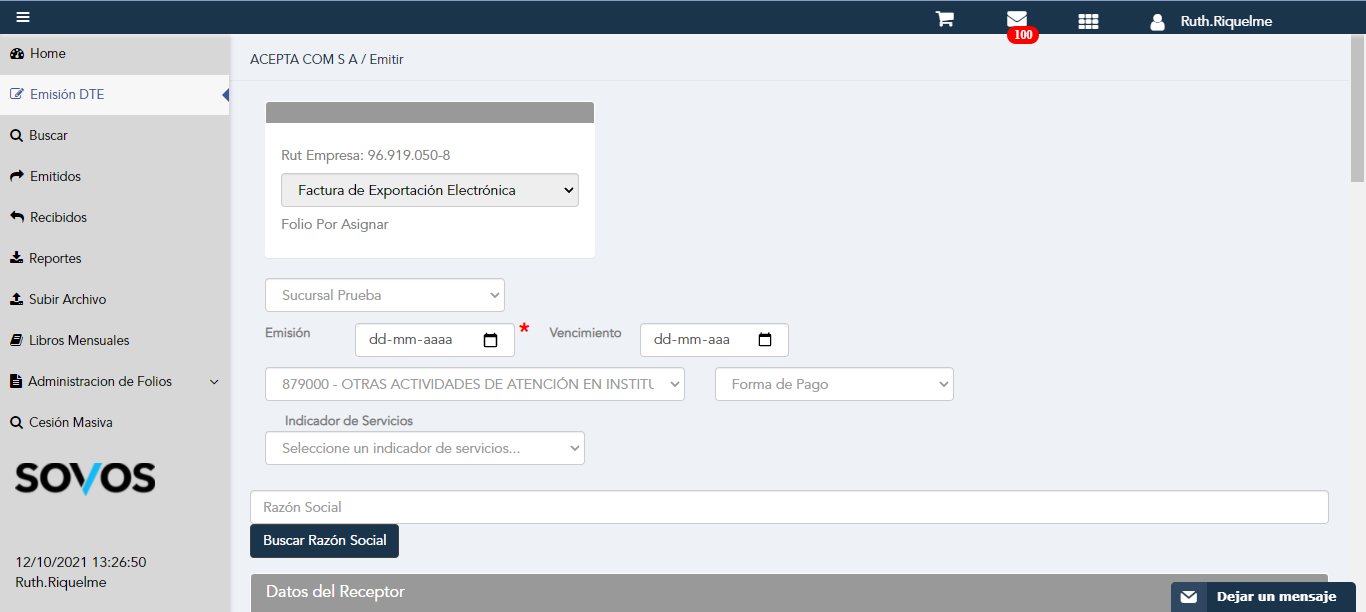 100
Ruth.Riquelme
Home
Emisión DTE
Buscar
Emitidos
Recibidos
Reportes
Subir Archivo
Libros Mensuales
Administracion de Folios
Cesión Masiva
SOVOS
12/10/2021 13:26:50
Ruth.Riquelme
ACEPTA COM S A / Emitir
Rut Empresa: 96.919.050-8
Factura de Exportación Electrónica
Folio Por Asignar
Sucursal Prueba
Emisión dd-mm-aaaa * Vencimiento dd-mm-aaa
879000 - OTRAS ACTIVIDADES DE ATENCIÓN EN INSTITU Forma de Pago
Indicador de Servicios
Seleccione un indicador de servicios...
Razón Social
Buscar Razón Social
Datos del Receptor
Dejar un mensaje